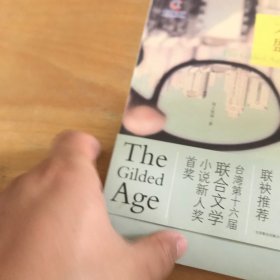 The
Gilded
Age
联袂推荐
台湾第十六届
联合文学
小说新人奖
首奖